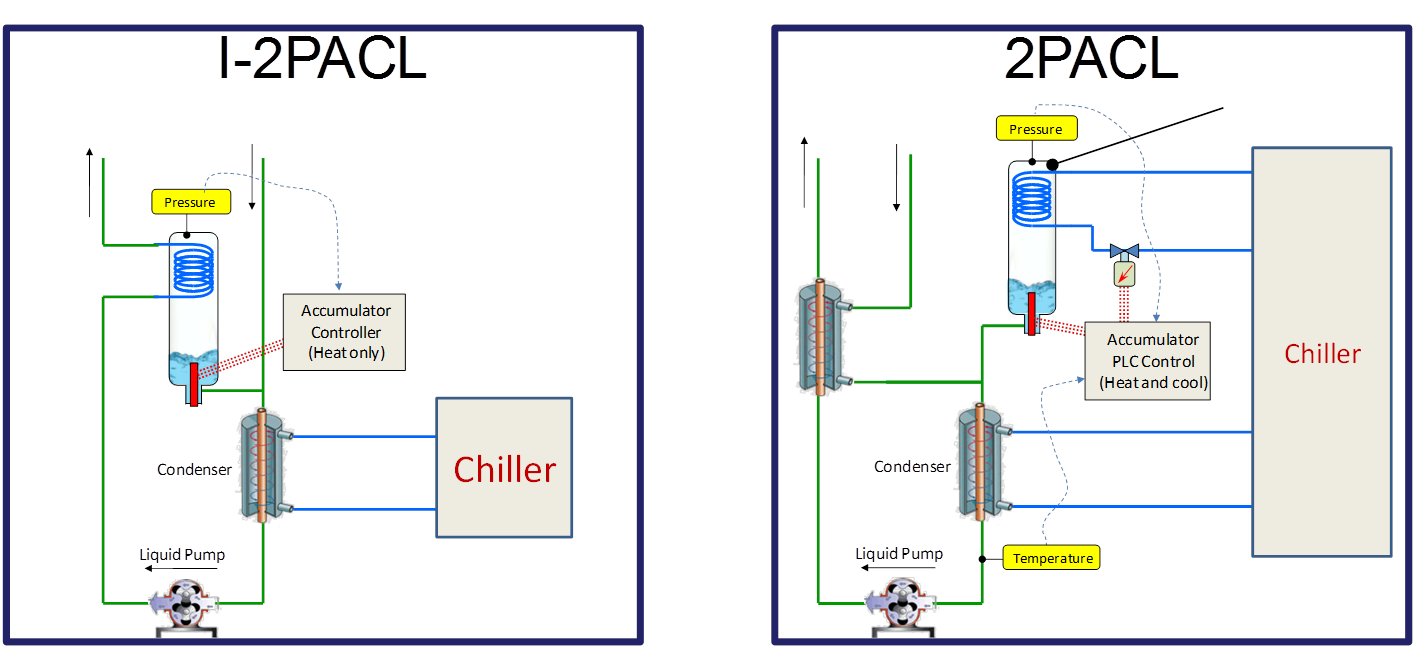 I-2PACL
Pressure
Accumulator
Controller
(Heat only)
Condenser
Chiller
Liquid Pump
2PACL
Pressure
Accumulator
PLC Control
(Heat and cool)
Chiller
Condenser
Liquid Pump
Temperature